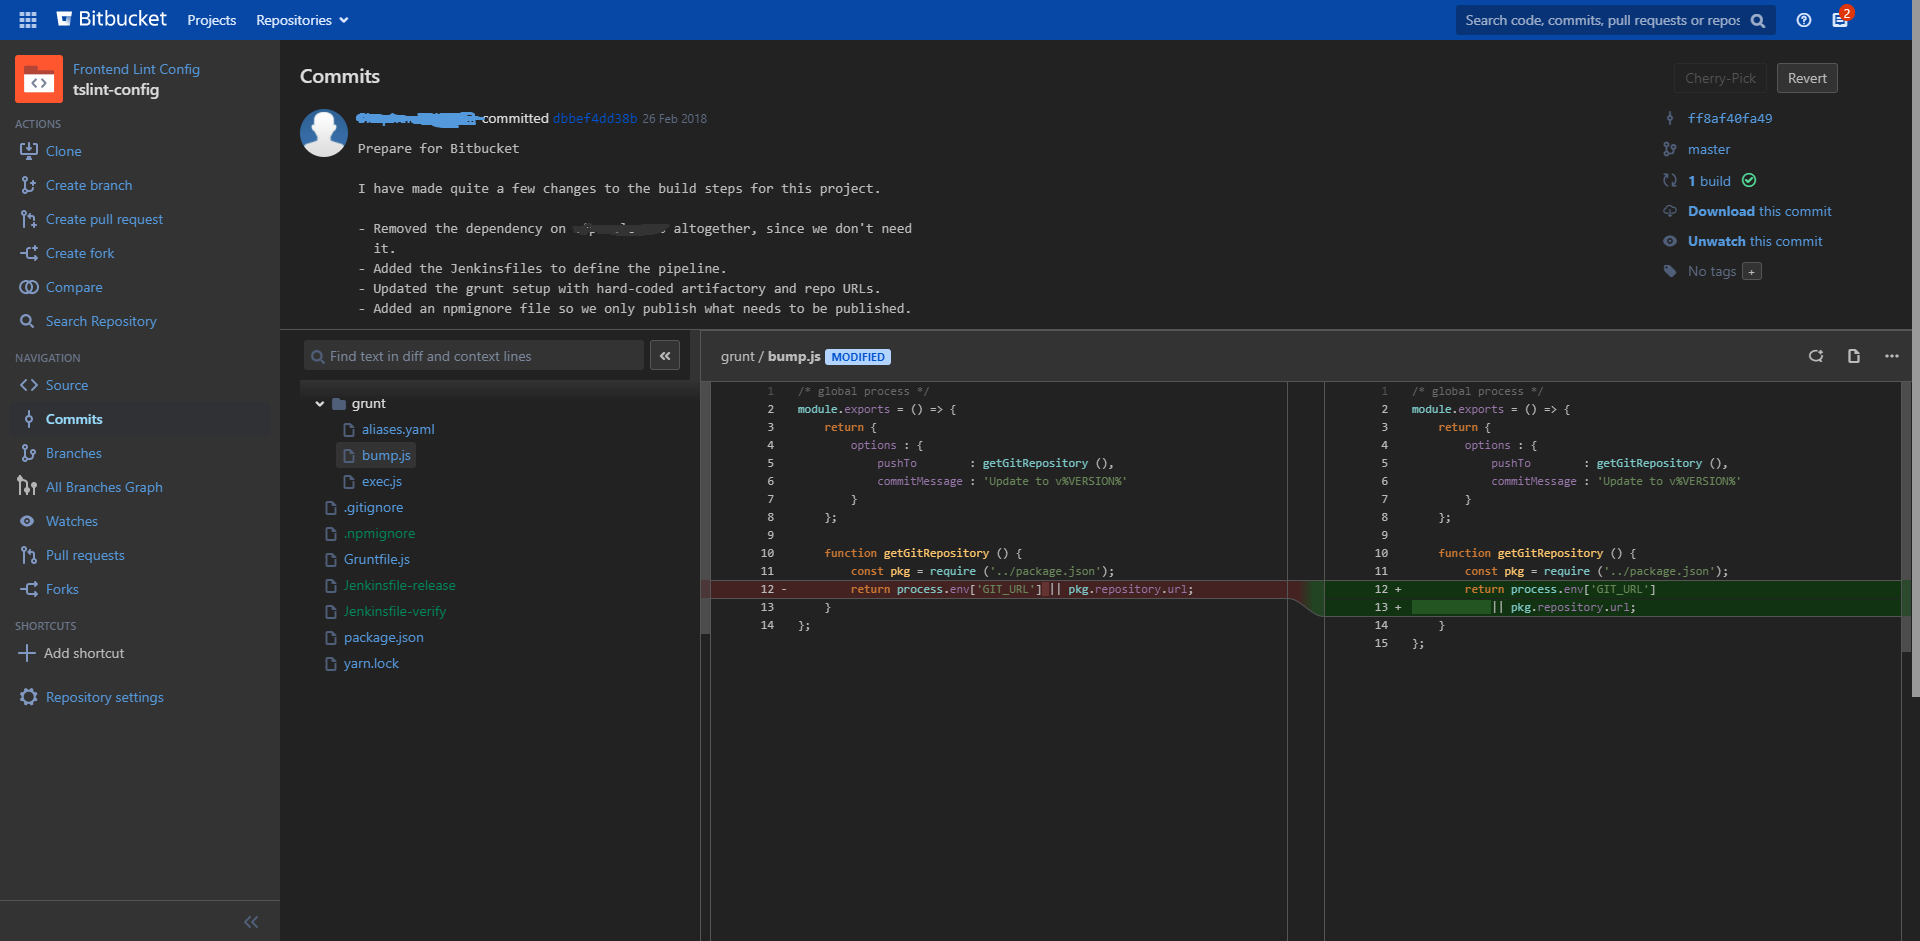 Bitbucket Projects Repositories Search code, commits, pull requests or repos 2
Frontend Lint Config
tslint-config
ACTIONS
Clone
Create branch
Create pull request
Create fork
Compare
Search Repository
NAVIGATION
Source
Commits
Branches
All Branches Graph
Watches
Pull requests
Forks
SHORTCUTS
Add shortcut
Repository settings
Commits
Cherry-Pick Revert
committed dbbef4dd38b 26 Feb 2018
Prepare for Bitbucket
I have made quite a few changes to the build steps for this project.
- Removed the dependency on altogether, since we don't need
it.
- Added the Jenkinsfiles to define the pipeline.
- Updated the grunt setup with hard-coded artifactory and repo URLs.
- Added an npmignore file so we only publish what needs to be published.
ff8af40fa49
master
1 build
Download this commit
Unwatch this commit
No tags +
Find text in diff and context lines
grunt
aliases.yaml
bump.js
exec.js
.gitignore
.npmignore
Gruntfile.js
Jenkinsfile-release
Jenkinsfile-verify
package.json
yarn.lock
grunt / bump.js MODIFIED
1 /* global process */
2 module.exports = () => {
3 return {
4 options : {
5 pushTo : getGitRepository (),
6 commitMessage : 'Update to v%VERSION%'
7 }
8 };
9
10 function getGitRepository () {
11 const pkg = require ('../package.json');
12 - return process.env['GIT_URL'] || pkg.repository.url;
13 }
14 };
1 /* global process */
2 module.exports = () => {
3 return {
4 options : {
5 pushTo : getGitRepository (),
6 commitMessage : 'Update to v%VERSION%'
7 }
8 };
9
10 function getGitRepository () {
11 const pkg = require ('../package.json');
12 + return process.env['GIT_URL']
13 + || pkg.repository.url;
14 }
15 };